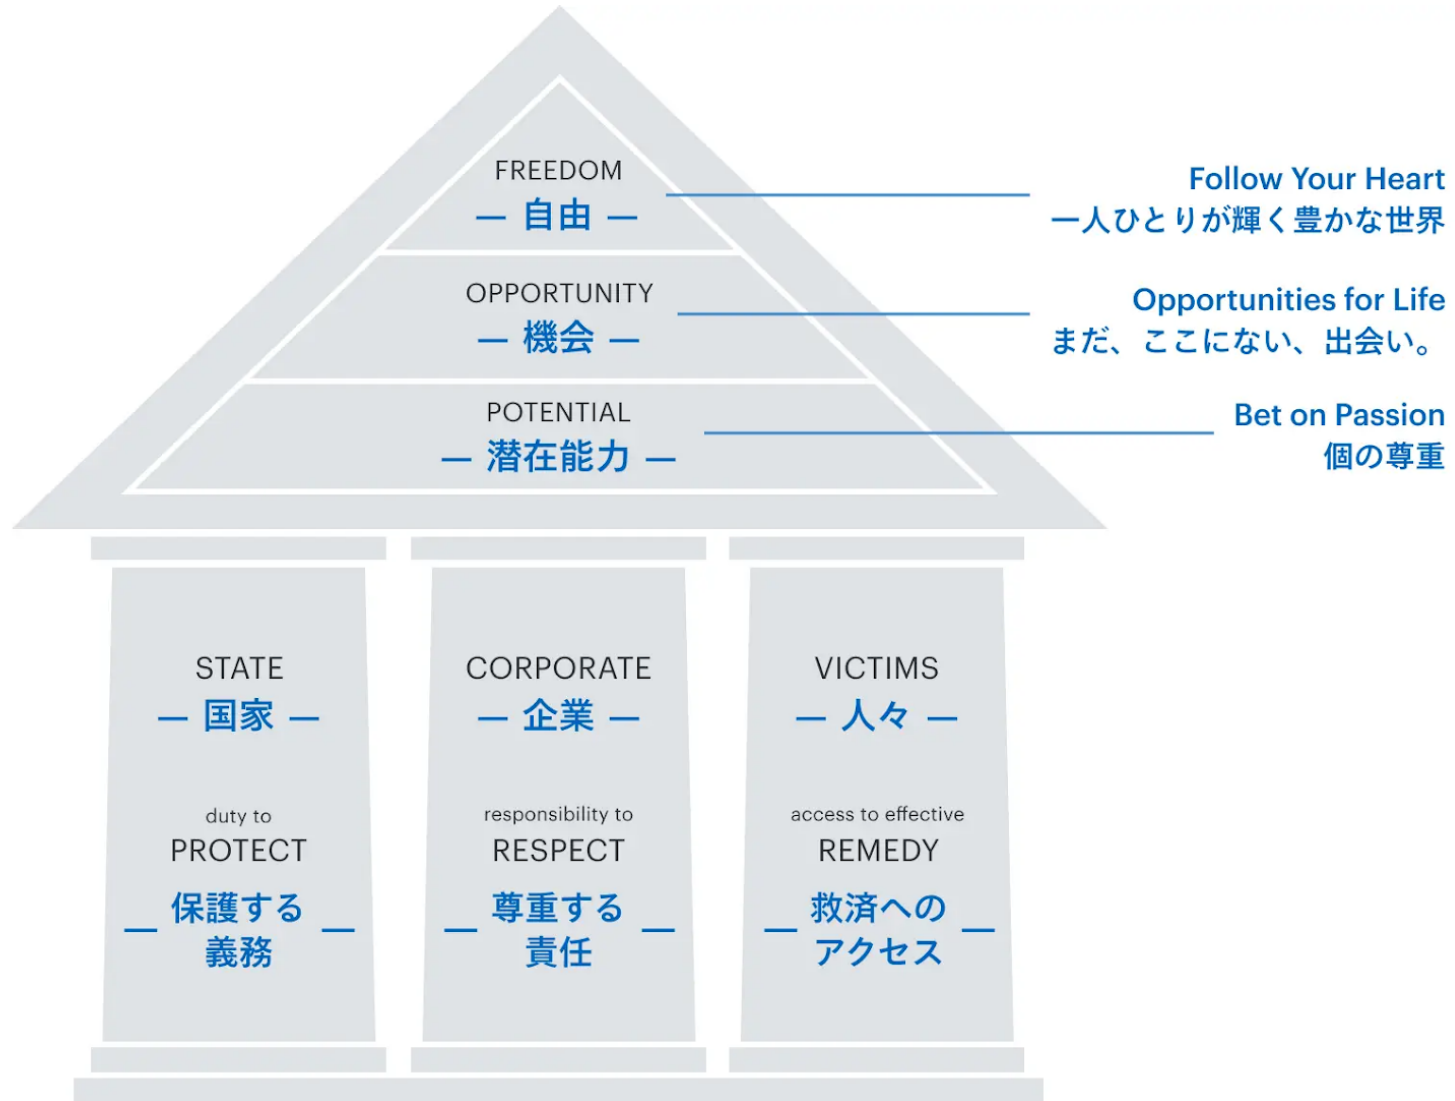 FREEDOM
— 自由 —
Follow Your Heart
一人ひとりが輝く豊かな世界
OPPORTUNITY
— 機会 —
Opportunities for Life
まだ、ここにない、出会い。
POTENTIAL
— 潜在能力 —
Bet on Passion
個の尊重
STATE
— 国家 —
duty to
PROTECT
— 保護する
義務 —
CORPORATE
— 企業 —
responsibility to
RESPECT
— 尊重する
責任 —
VICTIMS
— 人々 —
access to effective
REMEDY
— 救済への
アクセス —